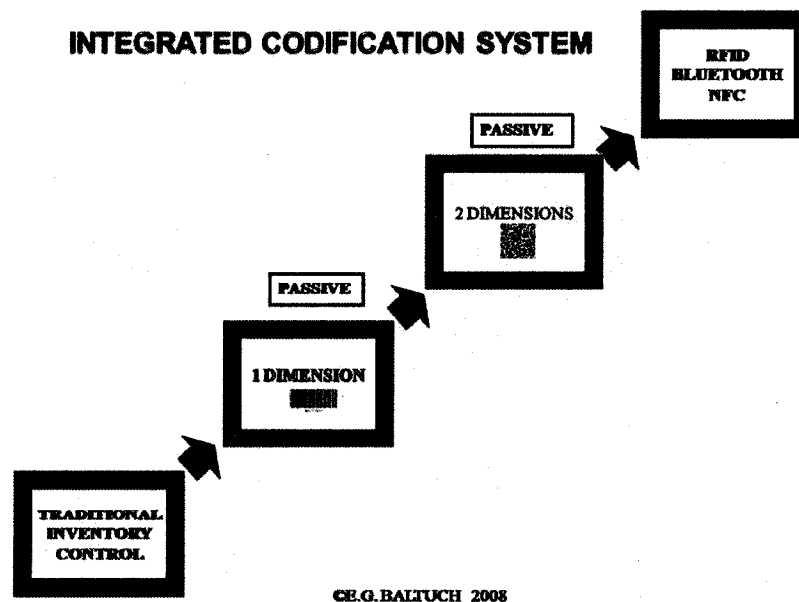 INTEGRATED CODIFICATION SYSTEM
RFID
BLUETOOTH
NFC
PASSIVE
2 DIMENSIONS
PASSIVE
1 DIMENSION
TRADITIONAL
INVENTORY
CONTROL
©E.G. BALTUCH 2008